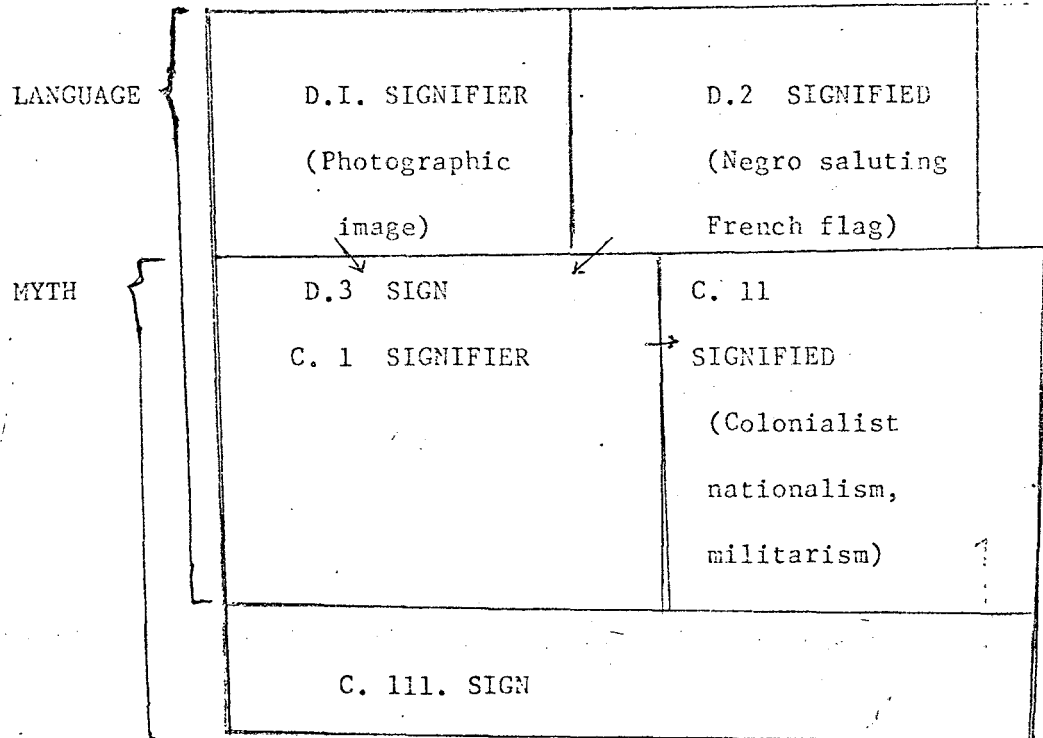 LANGUAGE
D.I. SIGNIFIER
(Photographic
image)
D.2 SIGNIFIED
(Negro saluting
French flag)
MYTH
D.3 SIGN
C. 1 SIGNIFIER
C. 11
SIGNIFIED
(Colonialist
nationalism,
militarism)
C. 111. SIGN